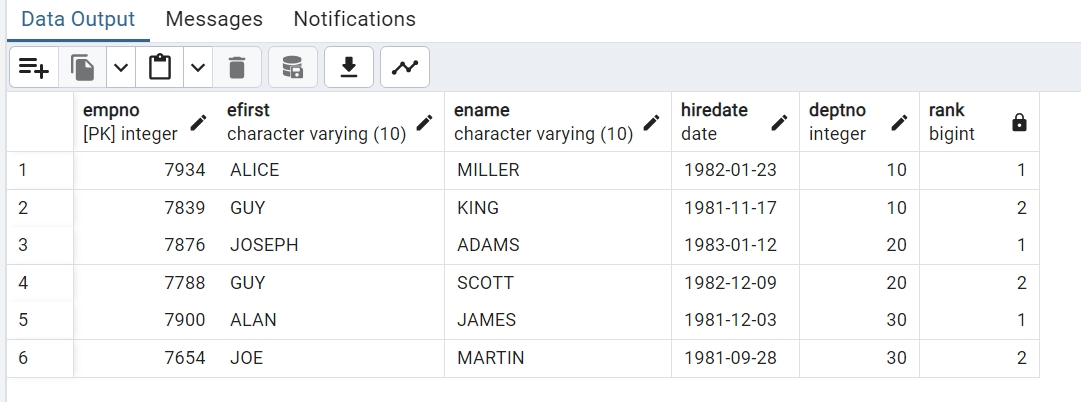 Data Output Messages Notifications
empno efirst ename hiredate deptno rank
[PK] integer character varying (10) character varying (10) date integer bigint
1 7934 ALICE MILLER 1982-01-23 10 1
2 7839 GUY KING 1981-11-17 10 2
3 7876 JOSEPH ADAMS 1983-01-12 20 1
4 7788 GUY SCOTT 1982-12-09 20 2
5 7900 ALAN JAMES 1981-12-03 30 1
6 7654 JOE MARTIN 1981-09-28 30 2